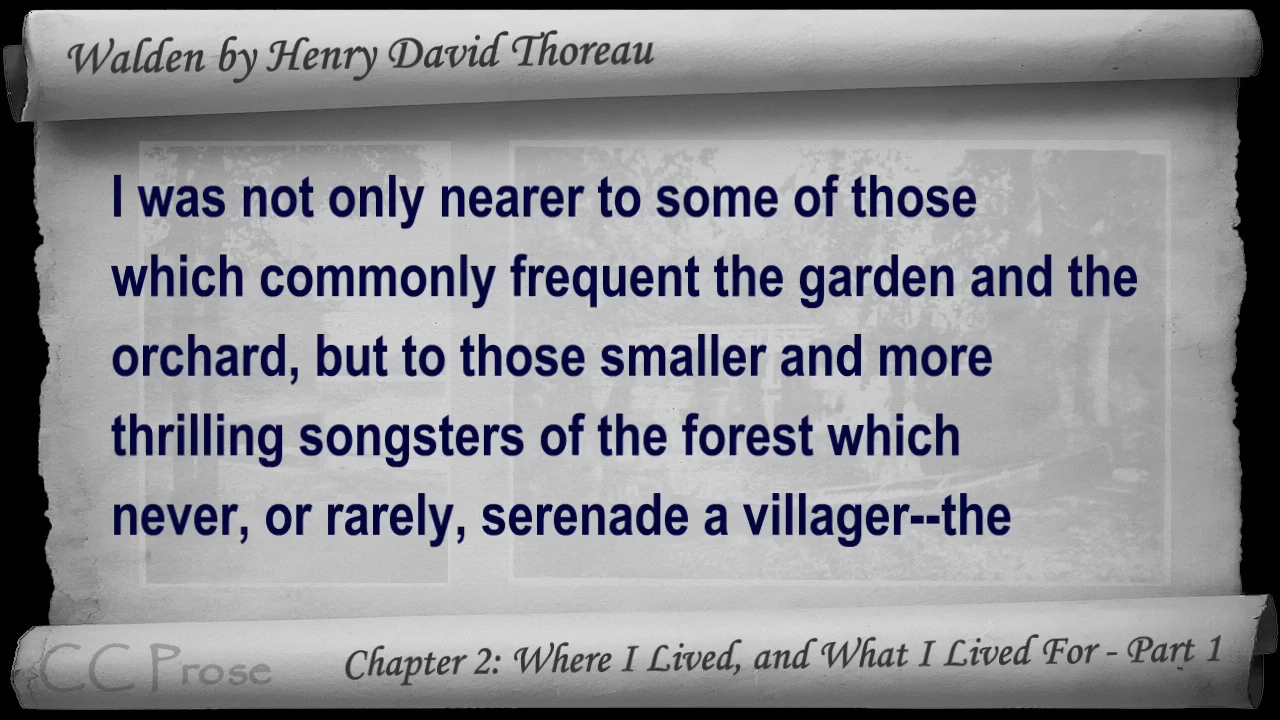 Walden by Henry David Thoreau
I was not only nearer to some of those
which commonly frequent the garden and the
orchard, but to those smaller and more
thrilling songsters of the forest which
never, or rarely, serenade a villager--the
CC Prose
Chapter 2: Where I Lived, and What I Lived For - Part 1